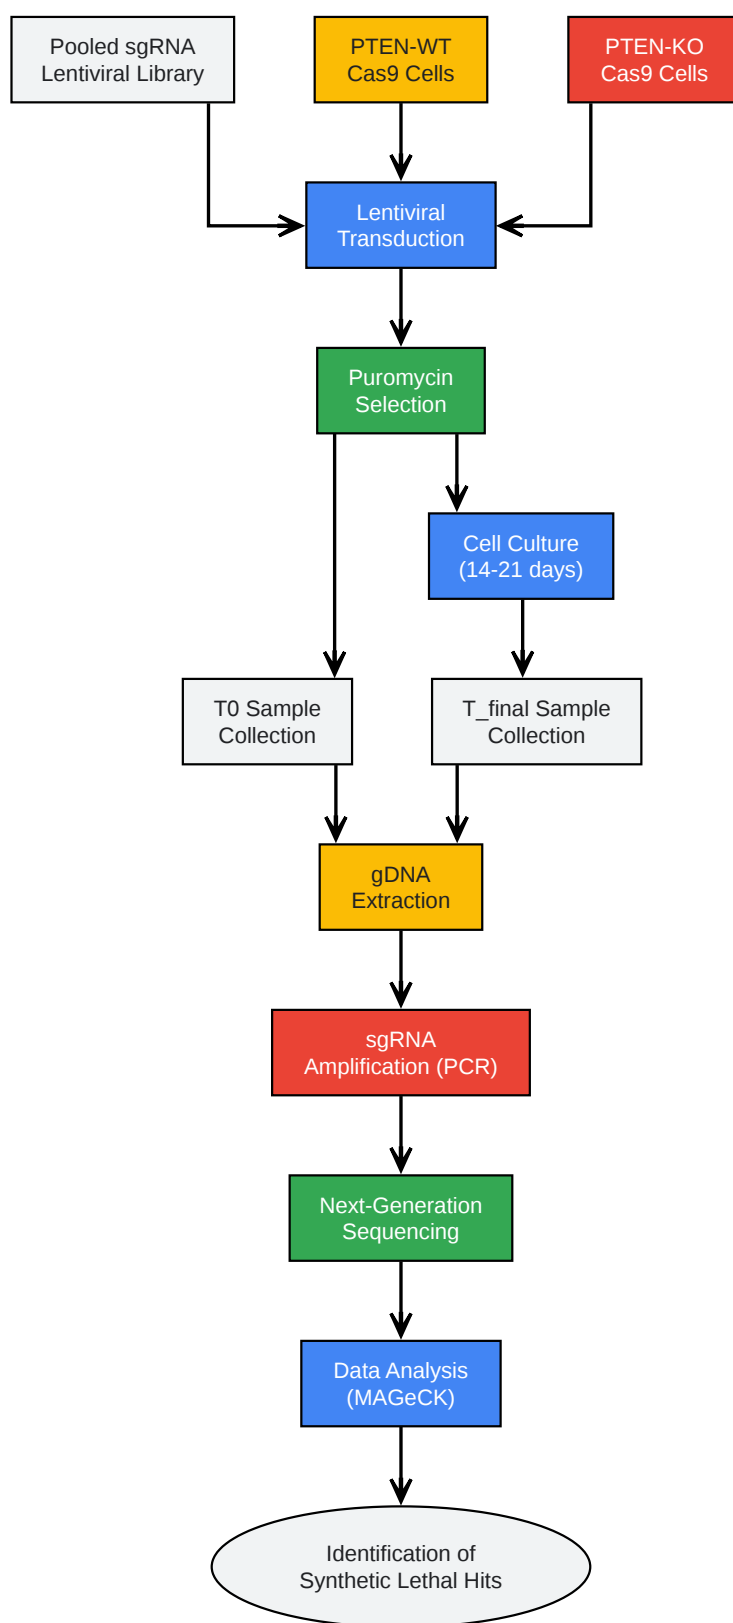 Pooled sgRNA
Lentiviral Library
PTEN-WT
Cas9 Cells
PTEN-KO
Cas9 Cells
Lentiviral
Transduction
Puromycin
Selection
Cell Culture
(14-21 days)
T0 Sample
Collection
T_final Sample
Collection
gDNA
Extraction
sgRNA
Amplification (PCR)
Next-Generation
Sequencing
Data Analysis
(MAGeCK)
Identification of
Synthetic Lethal Hits